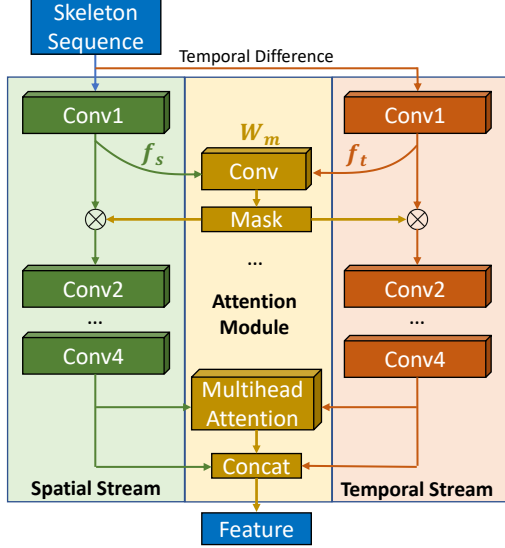 Skeleton
Sequence
Temporal Difference
Conv1
Conv1
W_m
f_s
f_t
Conv
Mask
...
Conv2
Conv2
Attention
Module
...
...
Conv4
Conv4
Multihead
Attention
Concat
Spatial Stream
Temporal Stream
Feature